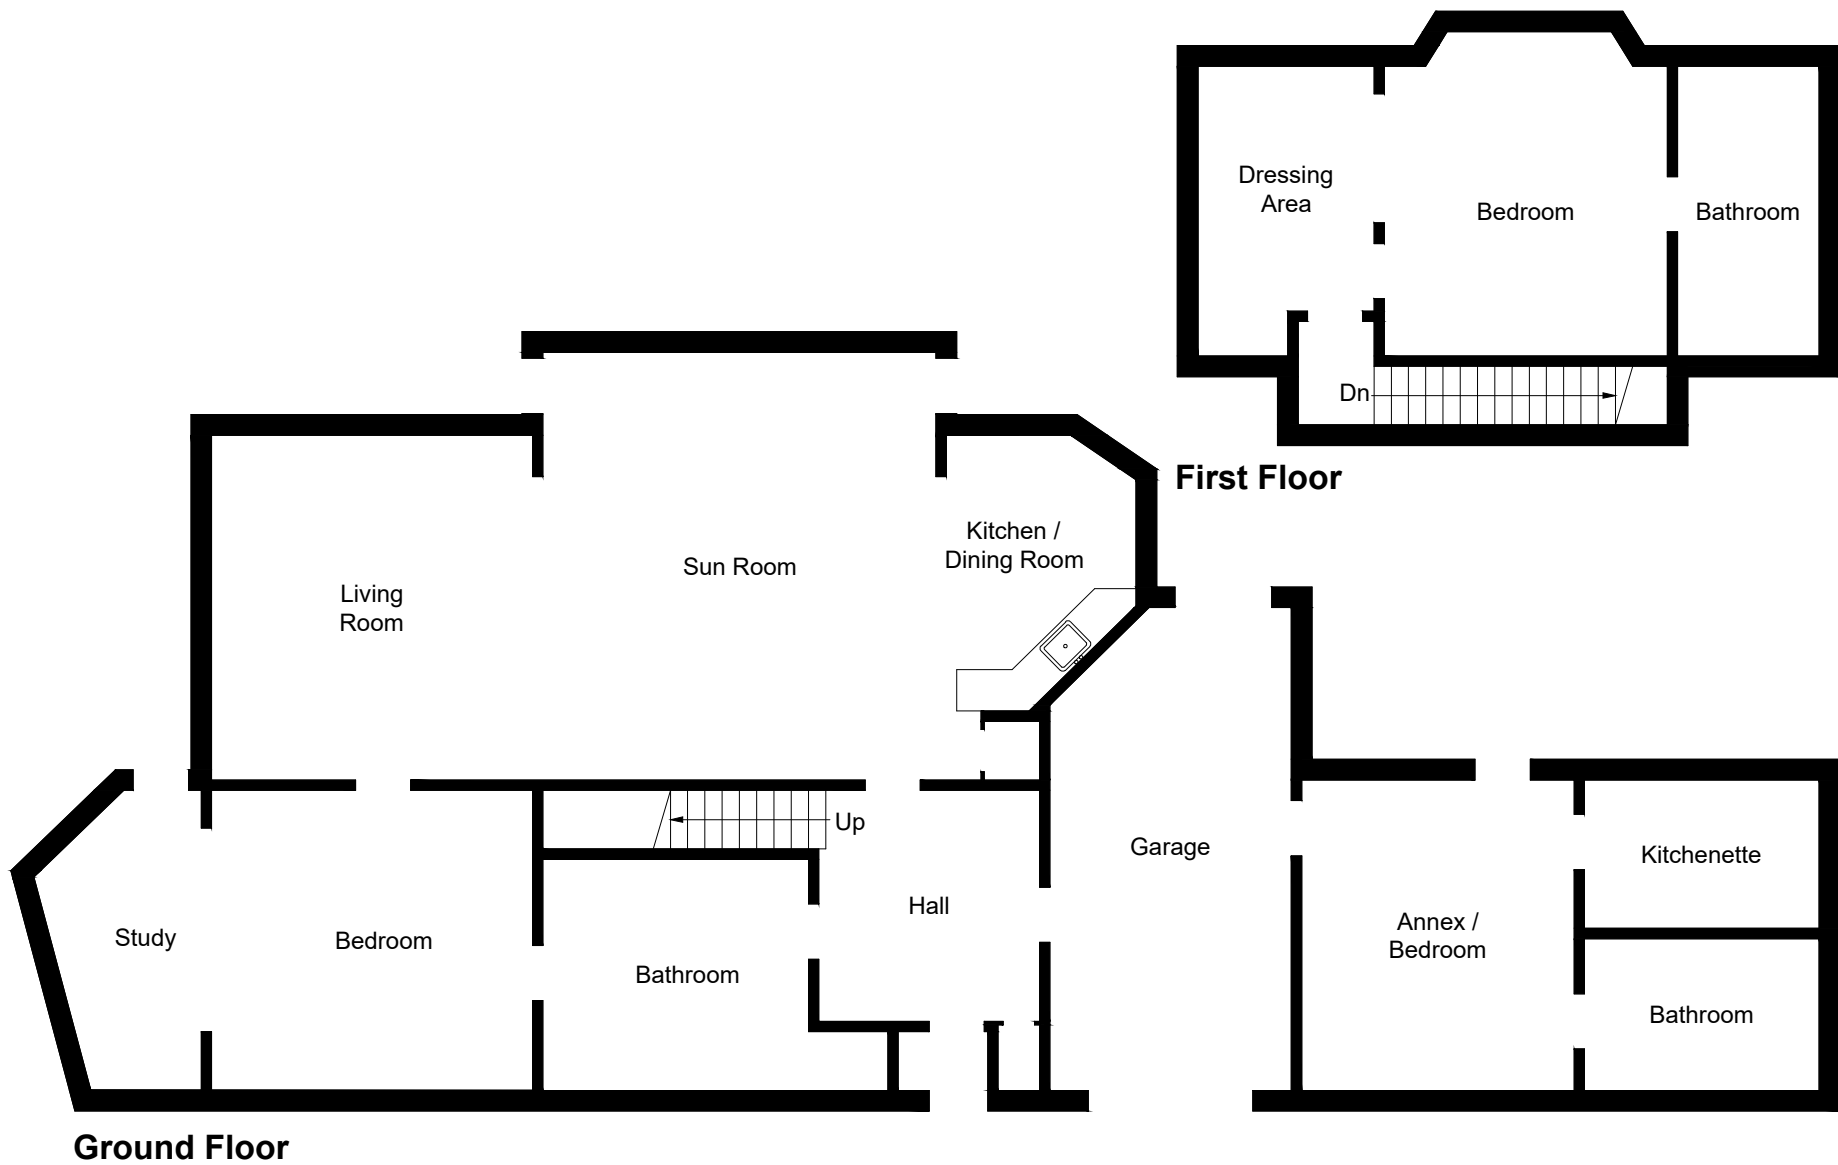 Dressing
Area
Bedroom
Bathroom
Dn
First Floor
Kitchen /
Dining Room
Sun Room
Living
Room
Up
Garage
Kitchenette
Hall
Annex /
Bedroom
Study
Bedroom
Bathroom
Bathroom
Ground Floor